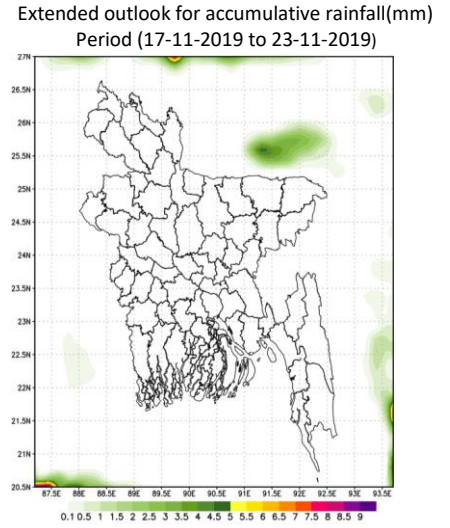 Extended outlook for accumulative rainfall(mm)
Period (17-11-2019 to 23-11-2019)
27N
26.5N
26N
25.5N
25N
24.5N
24N
23.5N
23N
22.5N
22N
21.5N
21N
20.5N
87.5E 88E 88.5E 89E 89.5E 90E 90.5E 91E 91.5E 92E 92.5E 93E 93.5E
0.1 0.5 1 1.5 2 2.5 3 3.5 4 4.5 5 5.5 6 6.5 7 7.5 8 8.5 9